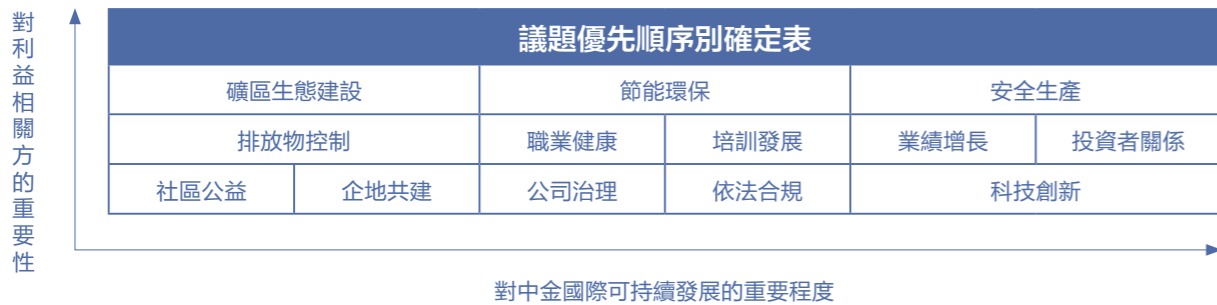 對利益相關方的重要性
議題優先順序別確定表
礦區生態建設 節能環保 安全生產
排放物控制 職業健康 培訓發展 業績增長 投資者關係
社區公益 企地共建 公司治理 依法合規 科技創新
對中金國際可持續發展的重要程度